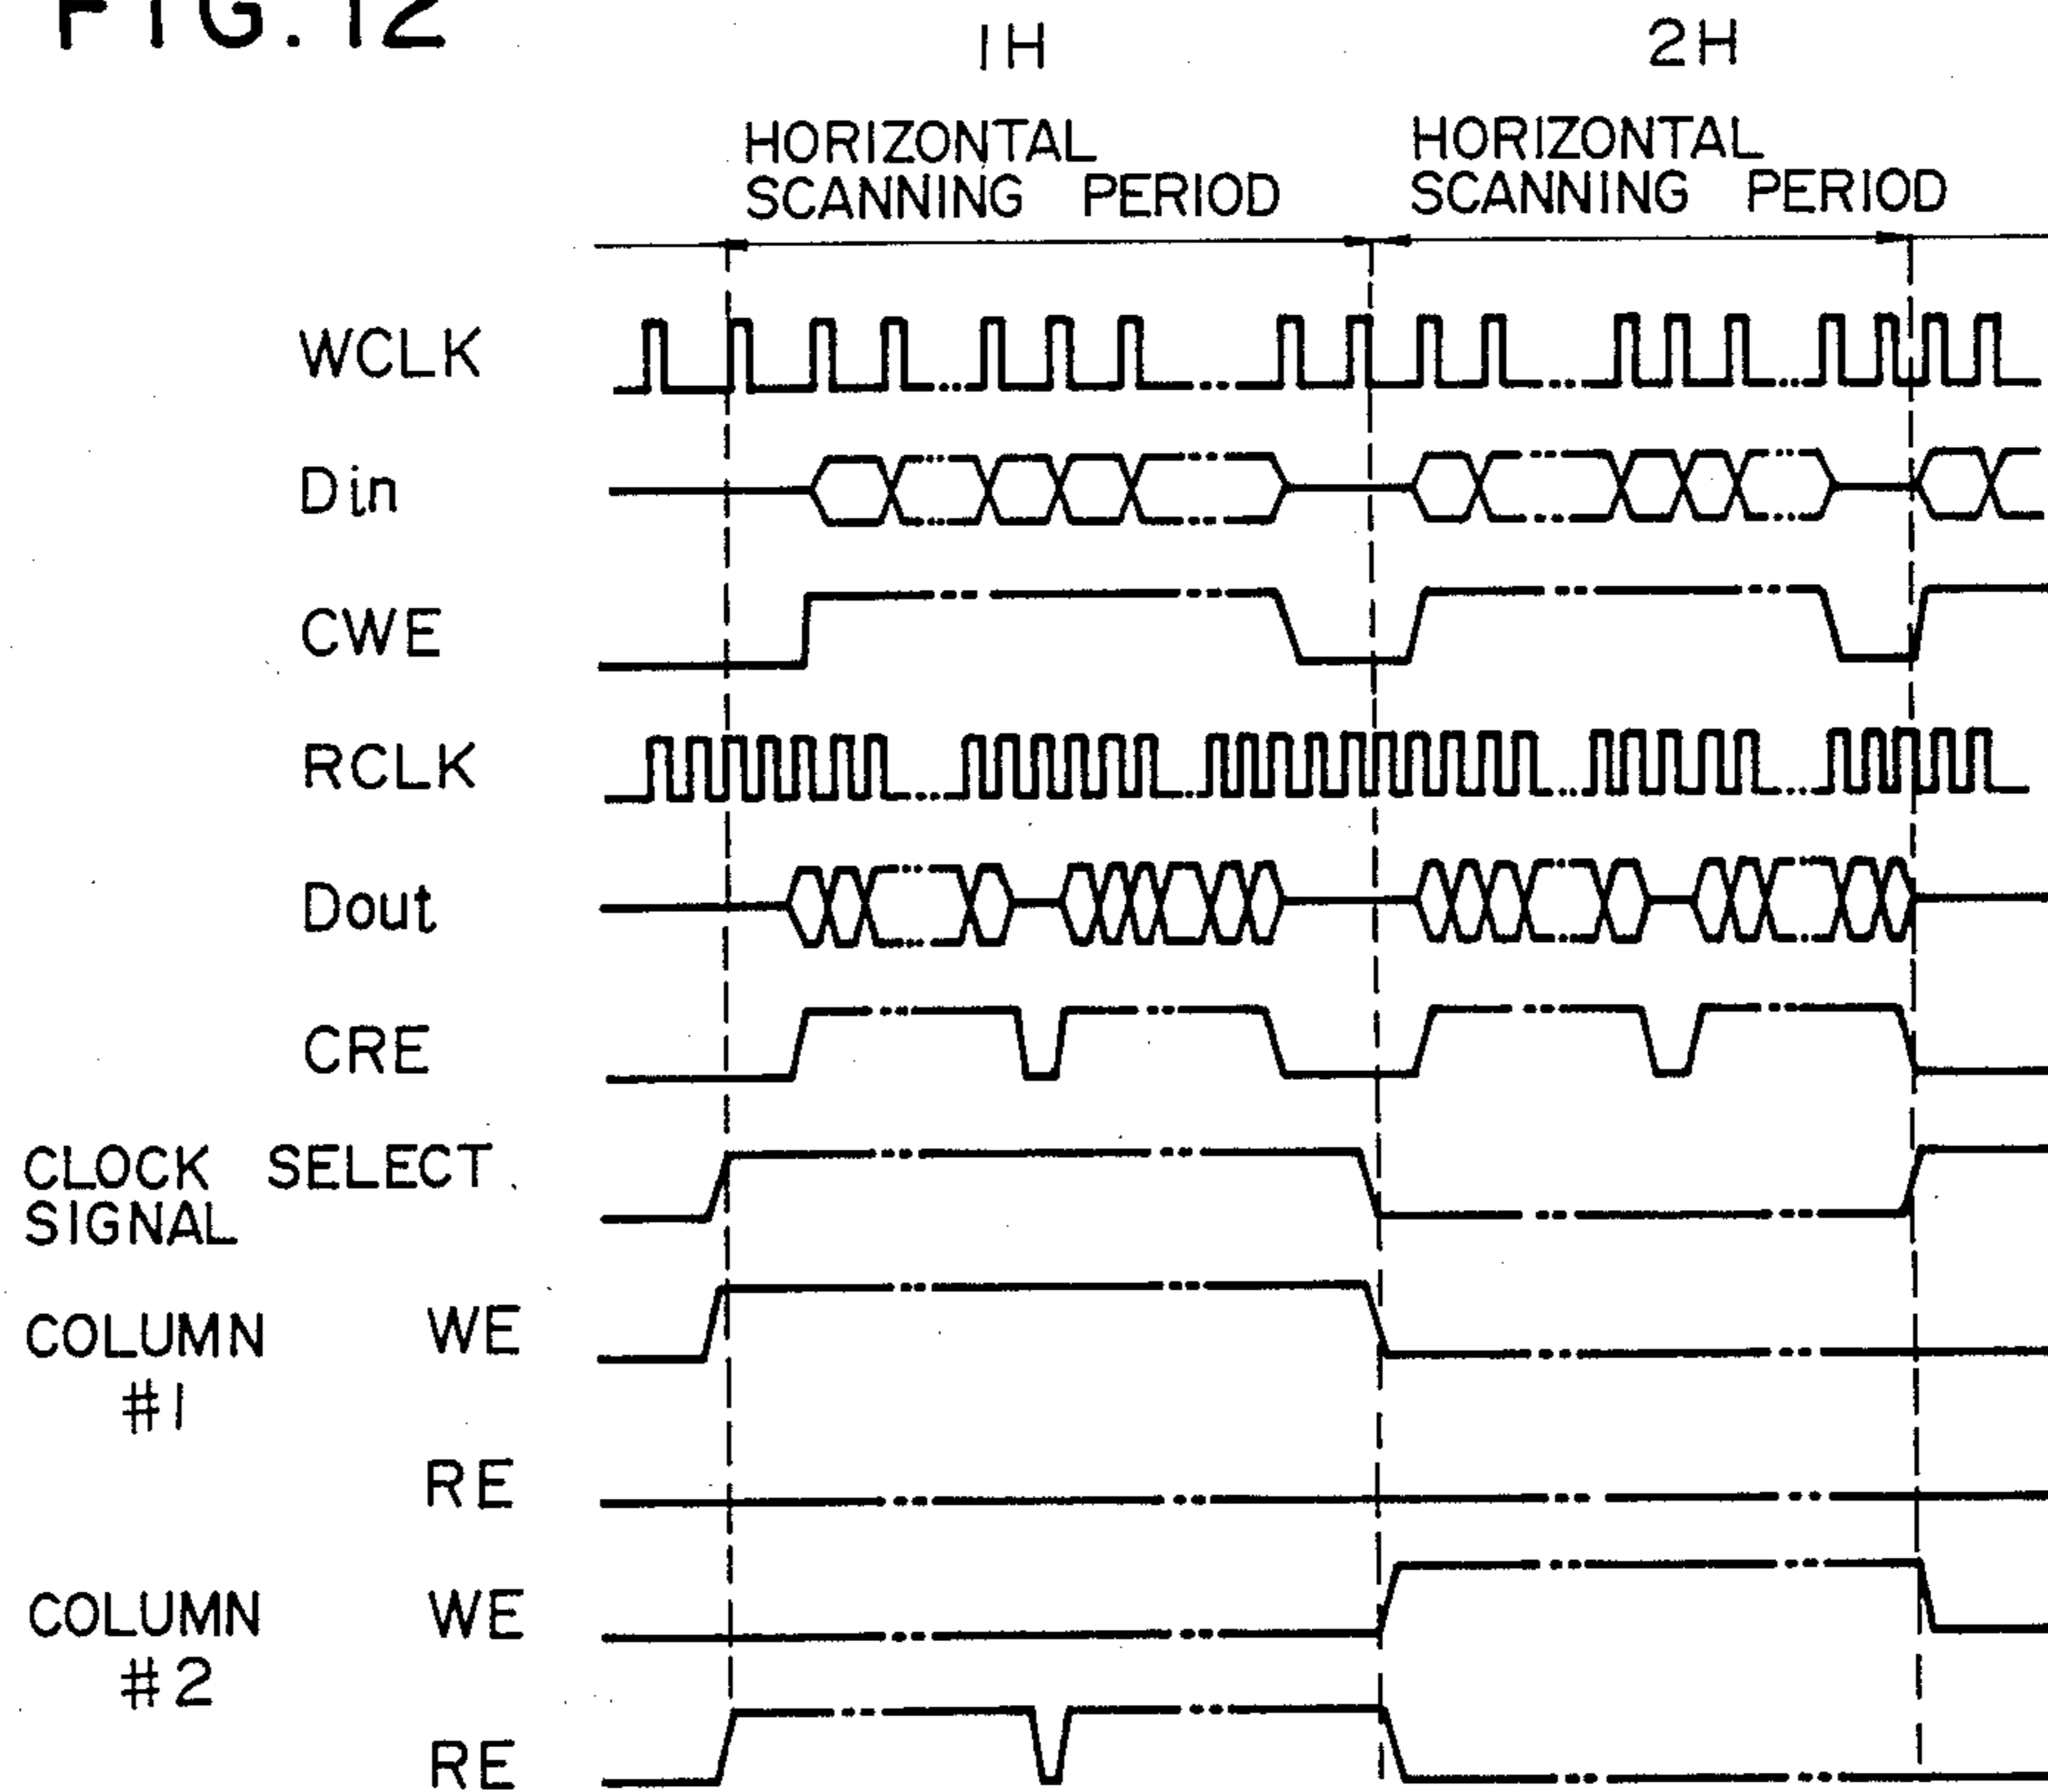 FIG. 12
1H 2H
HORIZONTAL HORIZONTAL
SCANNING PERIOD SCANNING PERIOD
WCLK
Din
CWE
RCLK
Dout
CRE
CLOCK SELECT
SIGNAL
COLUMN WE
#1
RE
COLUMN WE
#2
RE